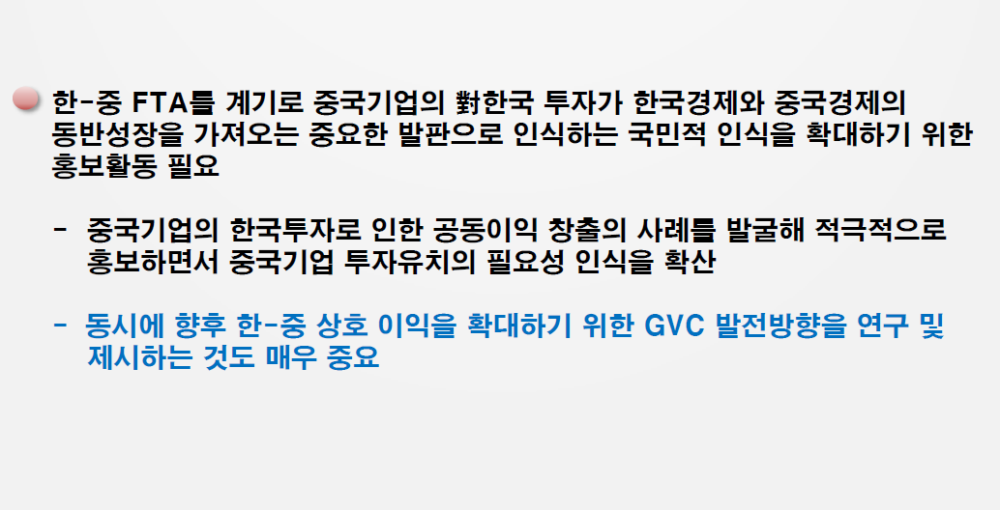 한-중 FTA를 계기로 중국기업의 對한국 투자가 한국경제와 중국경제의
동반성장을 가져오는 중요한 발판으로 인식하는 국민적 인식을 확대하기 위한
홍보활동 필요
- 중국기업의 한국투자로 인한 공동이익 창출의 사례를 발굴해 적극적으로
홍보하면서 중국기업 투자유치의 필요성 인식을 확산
- 동시에 향후 한-중 상호 이익을 확대하기 위한 GVC 발전방향을 연구 및
제시하는 것도 매우 중요